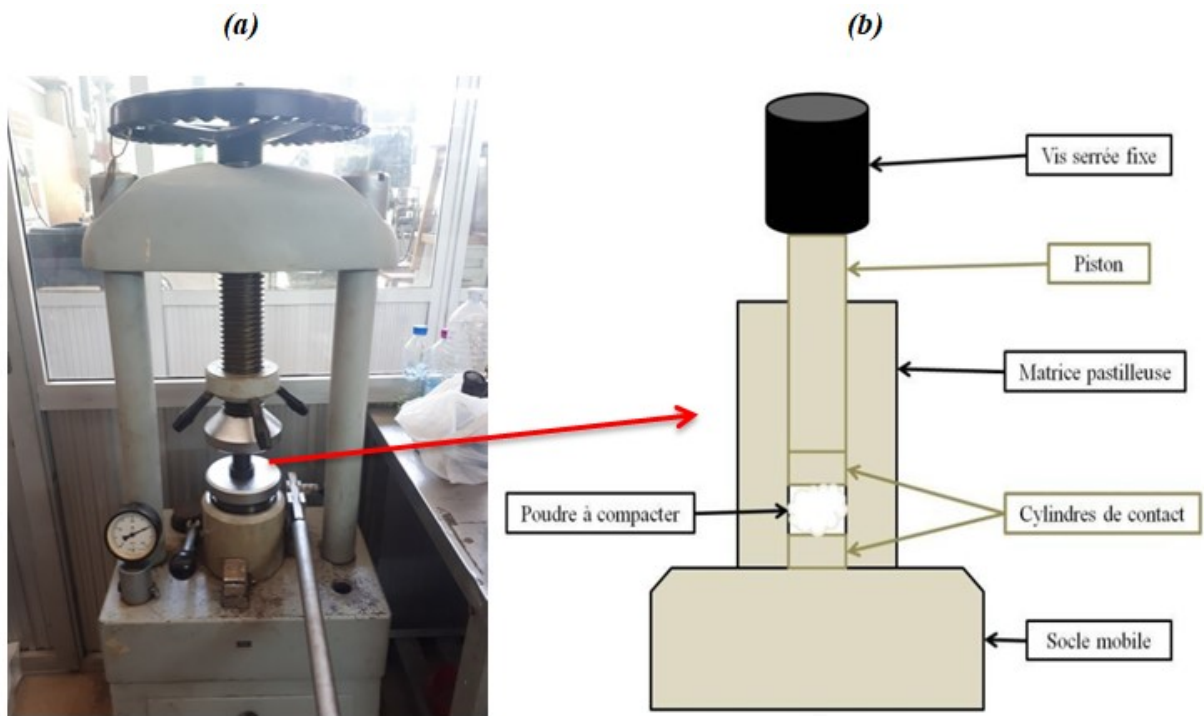 (a)
(b)
Vis serrée fixe
Piston
Matrice pastilleuse
Poudre à compacter
Cylindres de contact
Socle mobile